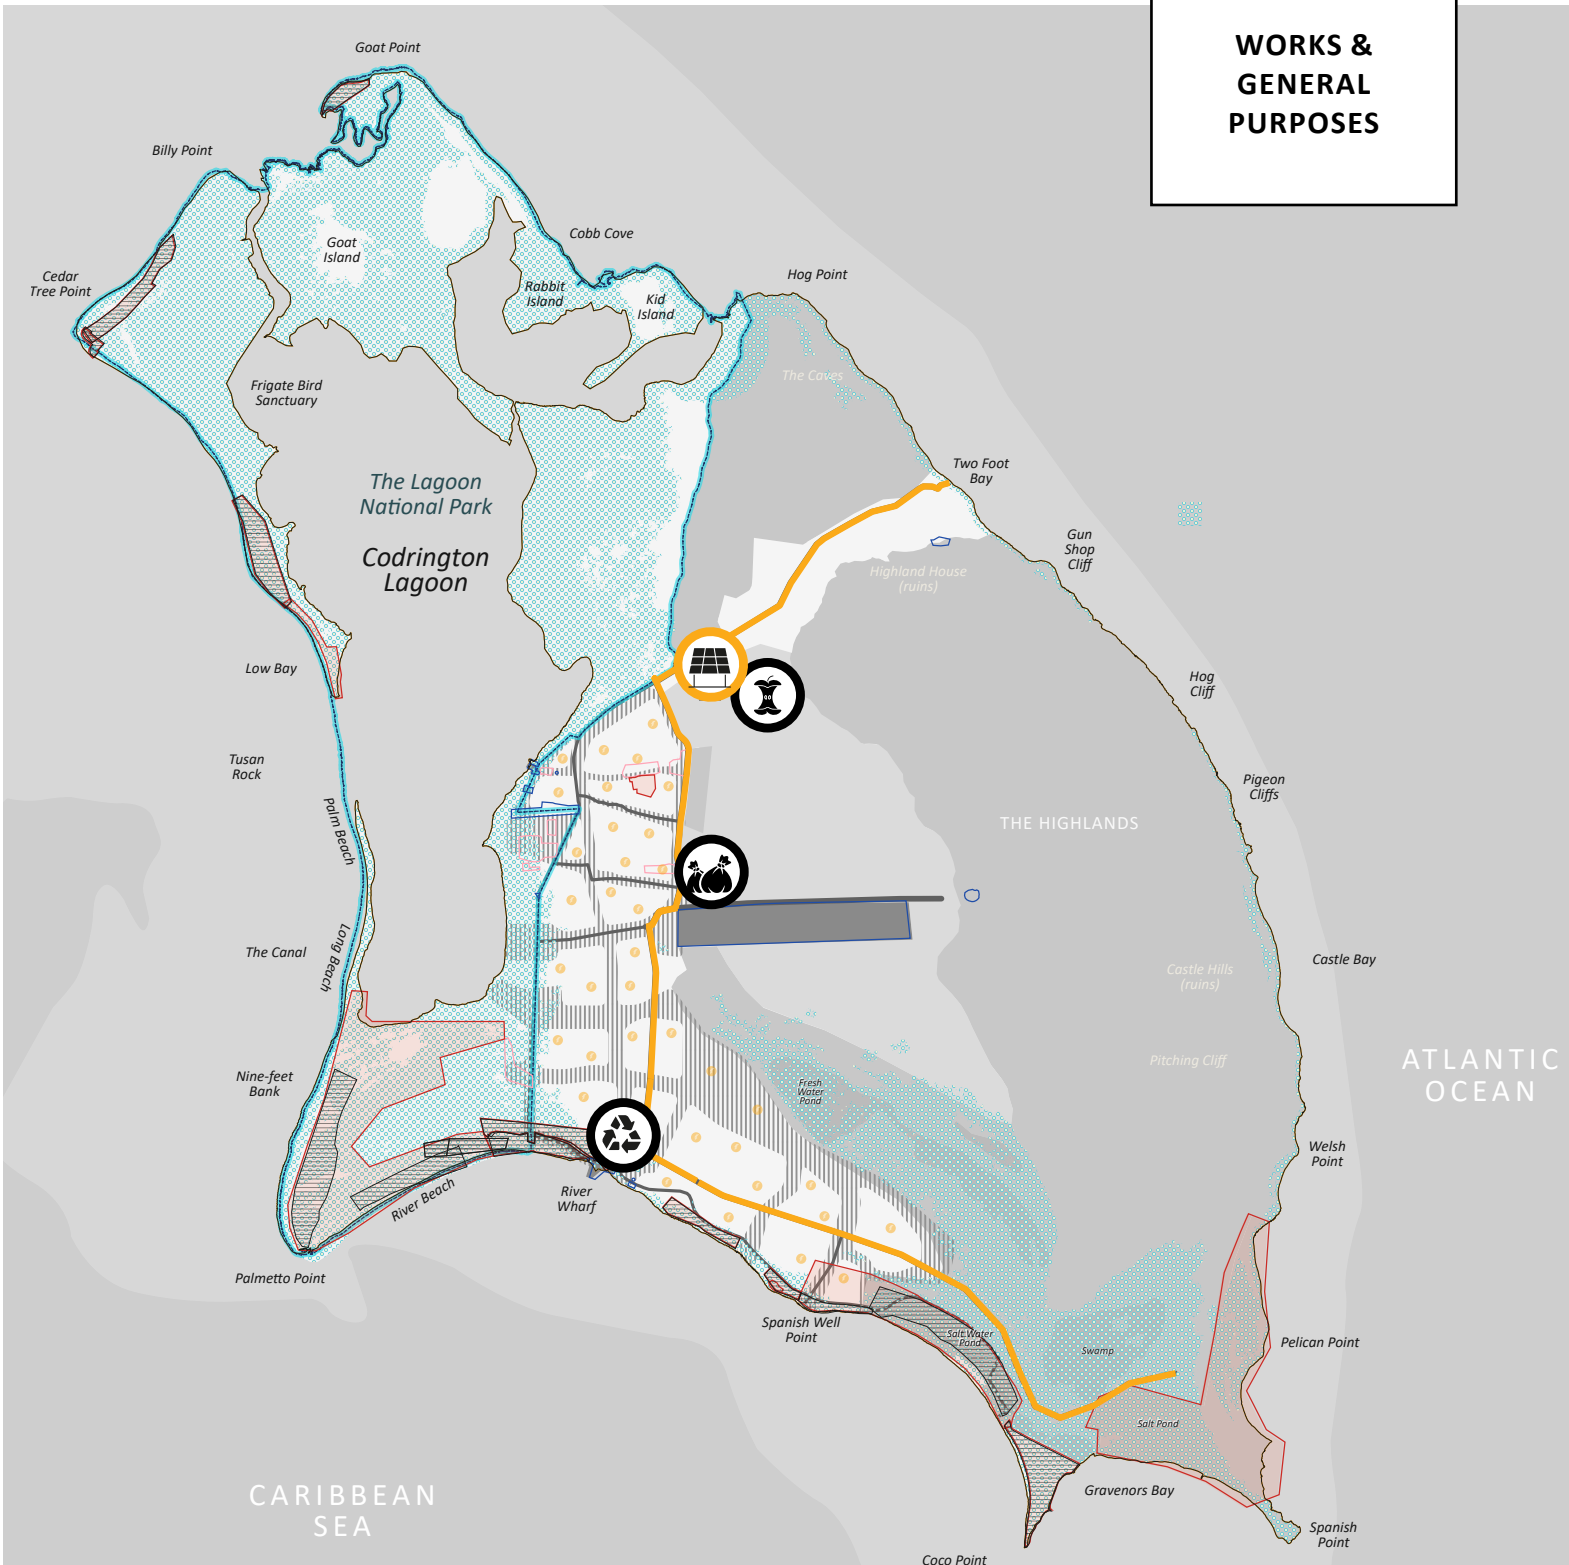 WORKS &
GENERAL
PURPOSES
Goat Point
Billy Point
Cobb Cove
Goat
Island
Hog Point
Cedar
Tree Point
Rabbit
Island
Kid
Island
The Caves
Frigate Bird
Sanctuary
Two Foot
Bay
The Lagoon
National Park
Codrington
Lagoon
Gun
Shop
Cliff
Highland House
(ruins)
Low Bay
Hog
Cliff
Tusan
Rock
Pigeon
Cliffs
Palm Beach
THE HIGHLANDS
The Canal
Long Beach
Castle Bay
Castle Hills
(ruins)
Pitching Cliff
ATLANTIC
OCEAN
Nine-feet
Bank
Fresh
Water
Pond
Welsh
Point
River Beach
River
Wharf
Palmetto Point
Spanish Well
Point
Salt Water
Pond
Swamp
Pelican Point
Salt Pond
CARIBBEAN
SEA
Gravenors Bay
Spanish
Point
Coco Point